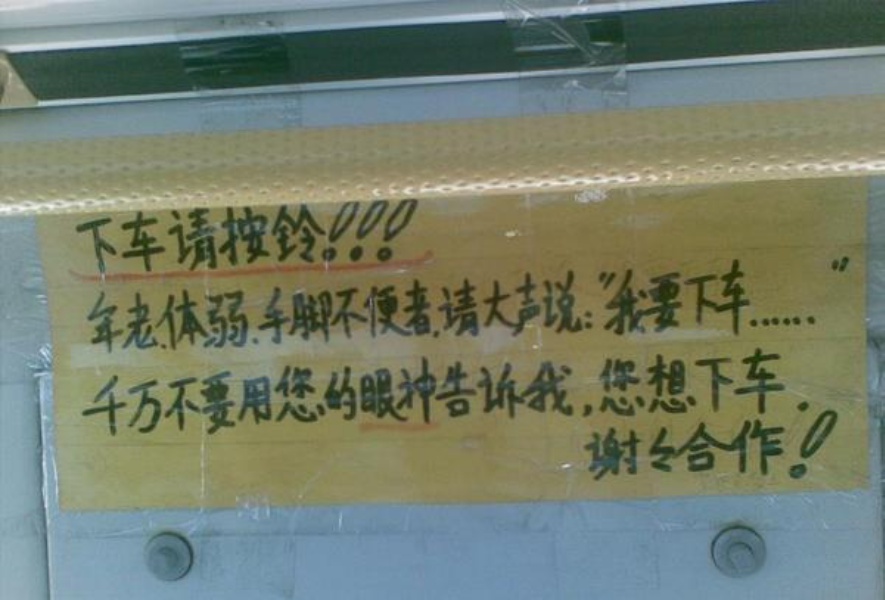 下车请按铃!!!
年老、体弱、手脚不便者,请大声说:"我要下车……"
千万不要用您的眼神告诉我,您想下车.
谢々合作!